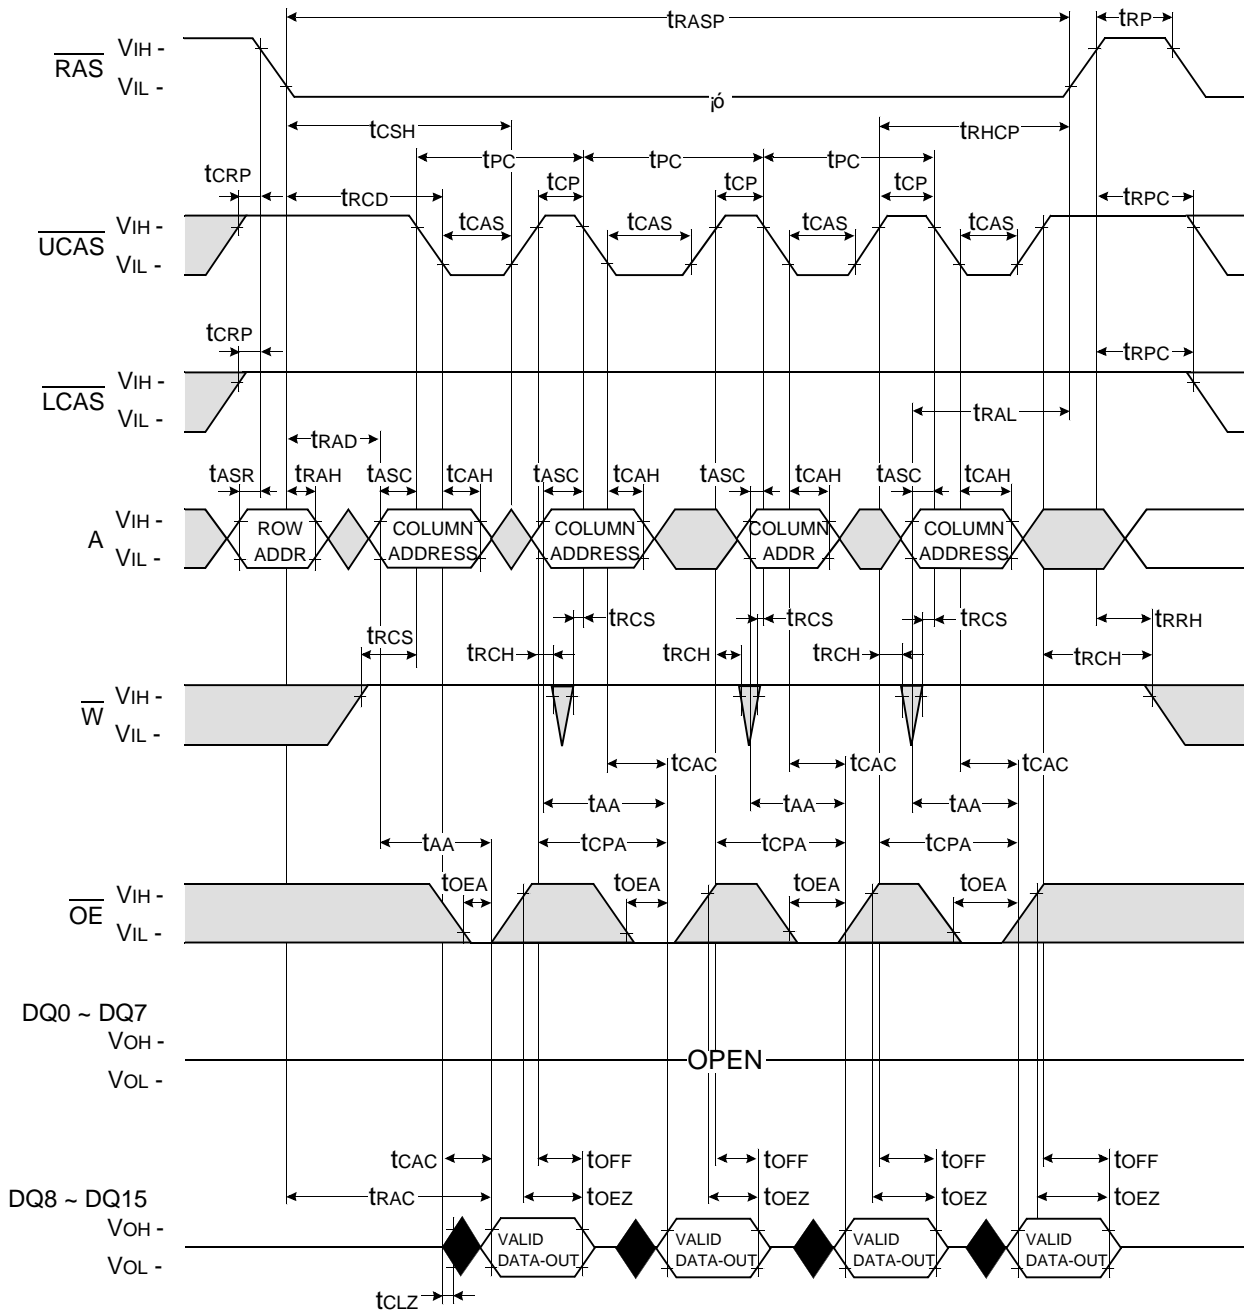 tRASP tRP
RAS VIH -
VIL -
¡ó
tCSH tRHCP
tPC tPC tPC
tCRP tCP tCP tCP
tRCD tRPC
UCAS VIH - tCAS tCAS tCAS tCAS
VIL -
tCRP tRPC
LCAS VIH -
VIL - tRAL
tRAD
tASR tRAH tASC tCAH tASC tCAH tASC tCAH tASC tCAH
A VIH - ROW COLUMN COLUMN COLUMN COLUMN
VIL - ADDR ADDRESS ADDRESS ADDR ADDRESS
tRCS tRCS tRCS tRRH
tRCS
tRCH tRCH tRCH tRCH
W VIH -
VIL -
tCAC tCAC tCAC
tAA tAA tAA
tAA tCPA tCPA tCPA
tOEA tOEA tOEA tOEA
OE VIH -
VIL -
DQ0 ~ DQ7
VOH -
OPEN
VOL -
tCAC tOFF tOFF tOFF tOFF
DQ8 ~ DQ15 tRAC tOEZ tOEZ tOEZ tOEZ
VOH - VALID VALID VALID VALID
VOL - DATA-OUT DATA-OUT DATA-OUT DATA-OUT
tCLZ